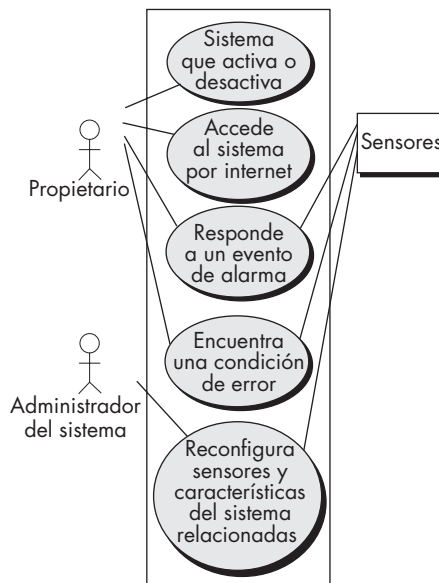 Sistema
que activa o
desactiva
Accede
al sistema
por internet
Sensores
Propietario
Responde
a un evento
de alarma
Encuentra
una condición
de error
Administrador
del sistema
Reconfigura
sensores y
características
del sistema
relacionadas